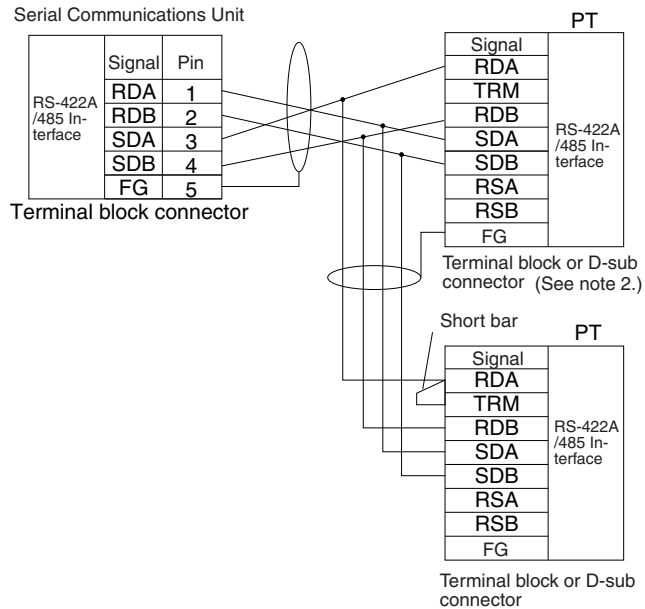 Serial Communications Unit
RS-422A
/485 In-
terface
Signal Pin
RDA 1
RDB 2
SDA 3
SDB 4
FG 5
Terminal block connector
PT
Signal
RDA
TRM
RDB
SDA
SDB
RSA
RSB
FG
RS-422A
/485 In-
terface
Terminal block or D-sub
connector (See note 2.)
Short bar
PT
Signal
RDA
TRM
RDB
SDA
SDB
RSA
RSB
FG
RS-422A
/485 In-
terface
Terminal block or D-sub
connector